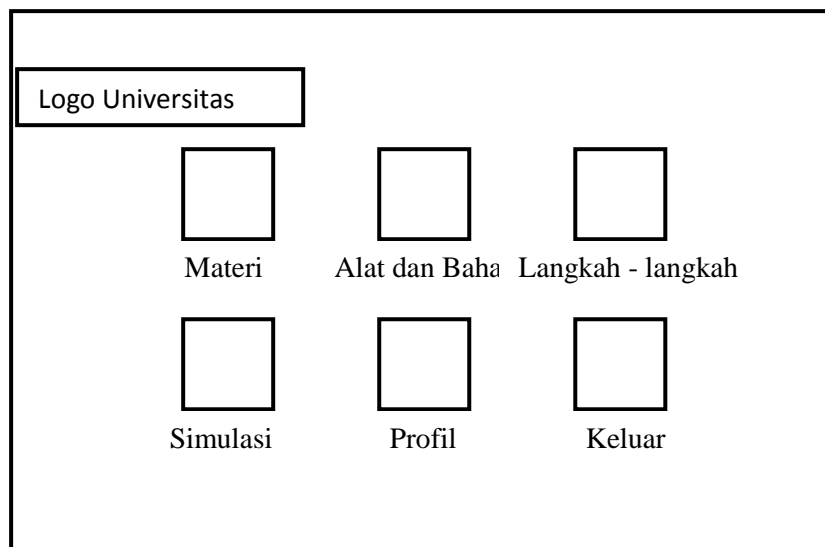 Logo Universitas
Materi Alat dan Baha Langkah - langkah
Simulasi Profil Keluar